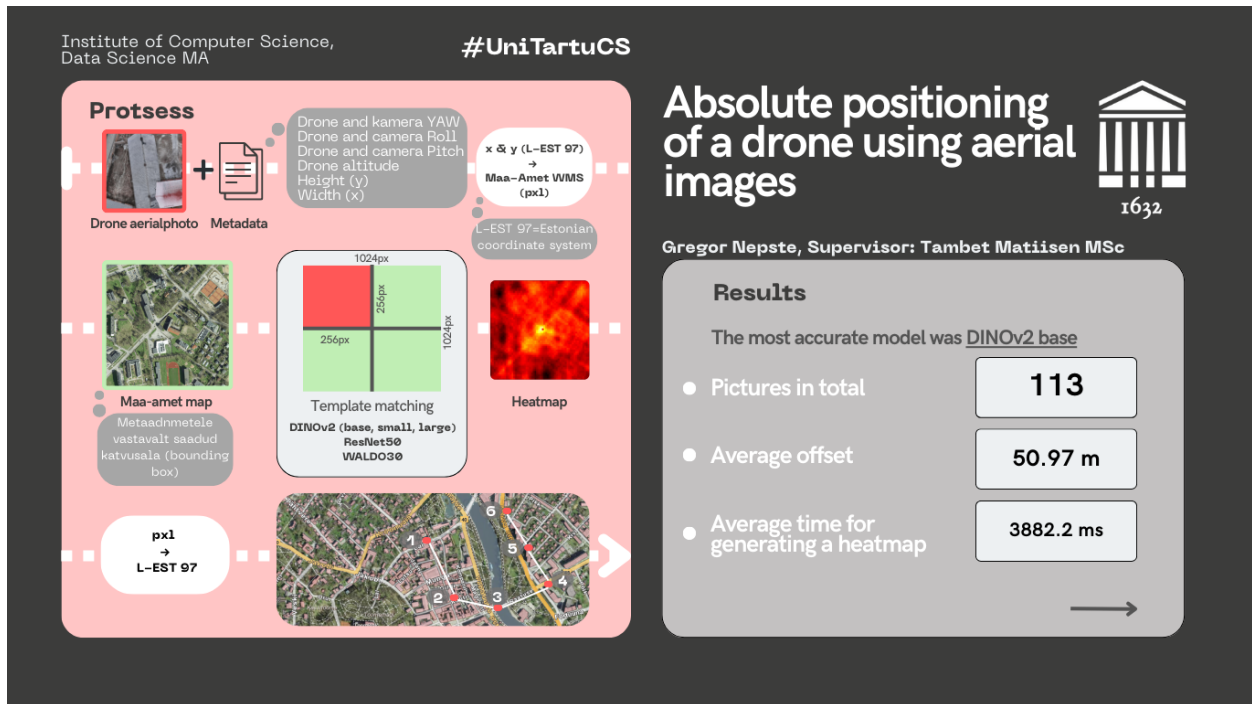 Institute of Computer Science,
Data Science MA
#UniTartuCS
Protsess
Drone aerialphoto
+
Metadata
Drone and kamera YAW
Drone and camera Roll
Drone and camera Pitch
Drone altitude
Height (y)
Width (x)
x & y (L-EST 97)
→
Maa-Amet WMS
(pxl)
L-EST 97=Estonian
coordinate system
Maa-amet map
Metaadnmetele
vastavalt saadud
katvusala (bounding
box)
1024px
256px
256px
1024px
Template matching
DINOv2 (base, small, large)
ResNet50
WALDO30
Heatmap
pxl
→
L-EST 97
1
2
3
4
5
6
Absolute positioning
of a drone using aerial
images
1632
Gregor Nepste, Supervisor: Tambet Matiisen MSc
Results
The most accurate model was DINOv2 base
Pictures in total
113
Average offset
50.97 m
Average time for
generating a heatmap
3882.2 ms